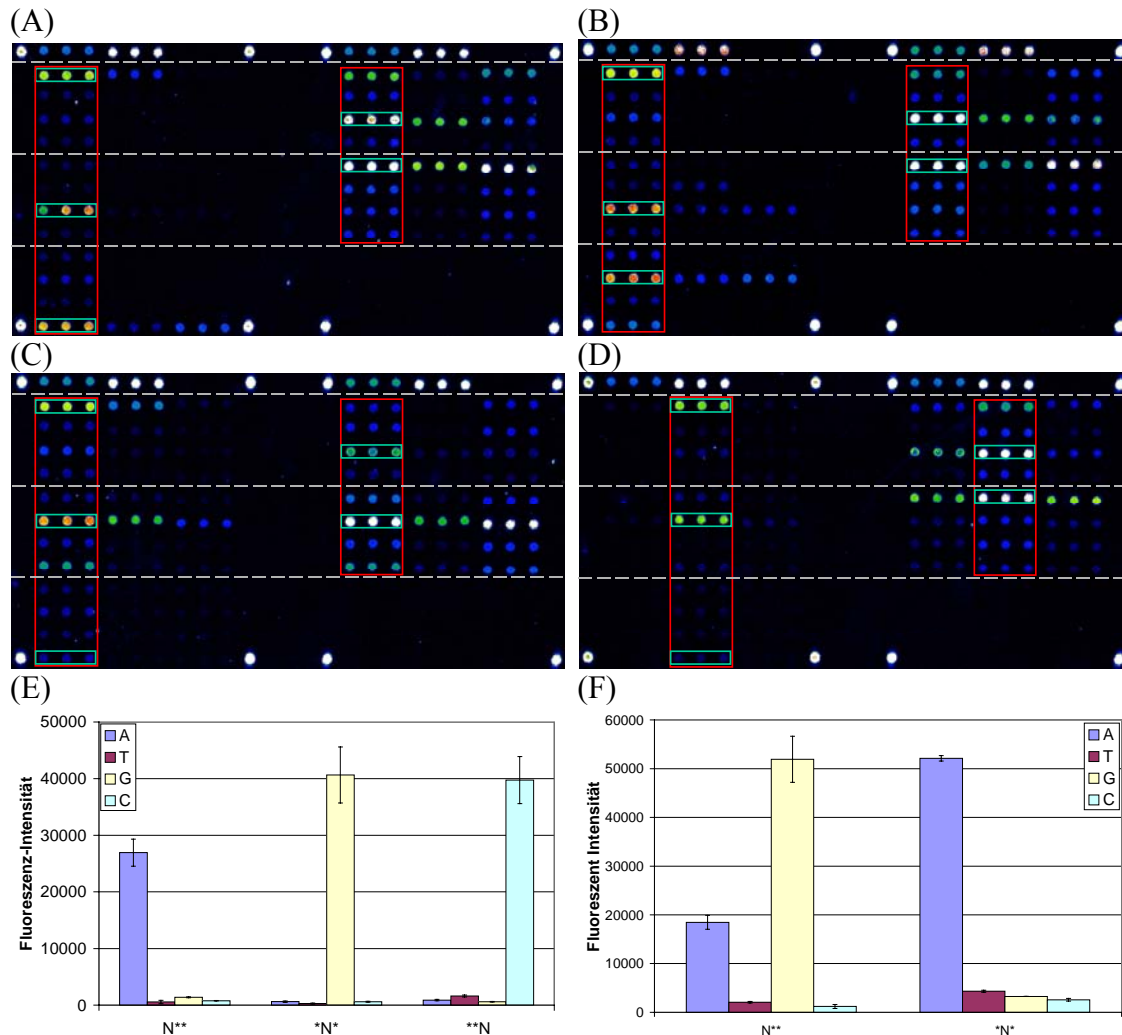 (A)
(B)
(C)
(D)
(E)
(F)
50000
40000
30000
20000
10000
0
Fluoreszenz-Intensität
A
T
G
C
N**
*N*
**N
60000
50000
40000
30000
20000
10000
0
Fluoreszent Intensität
A
T
G
C
N**
*N*